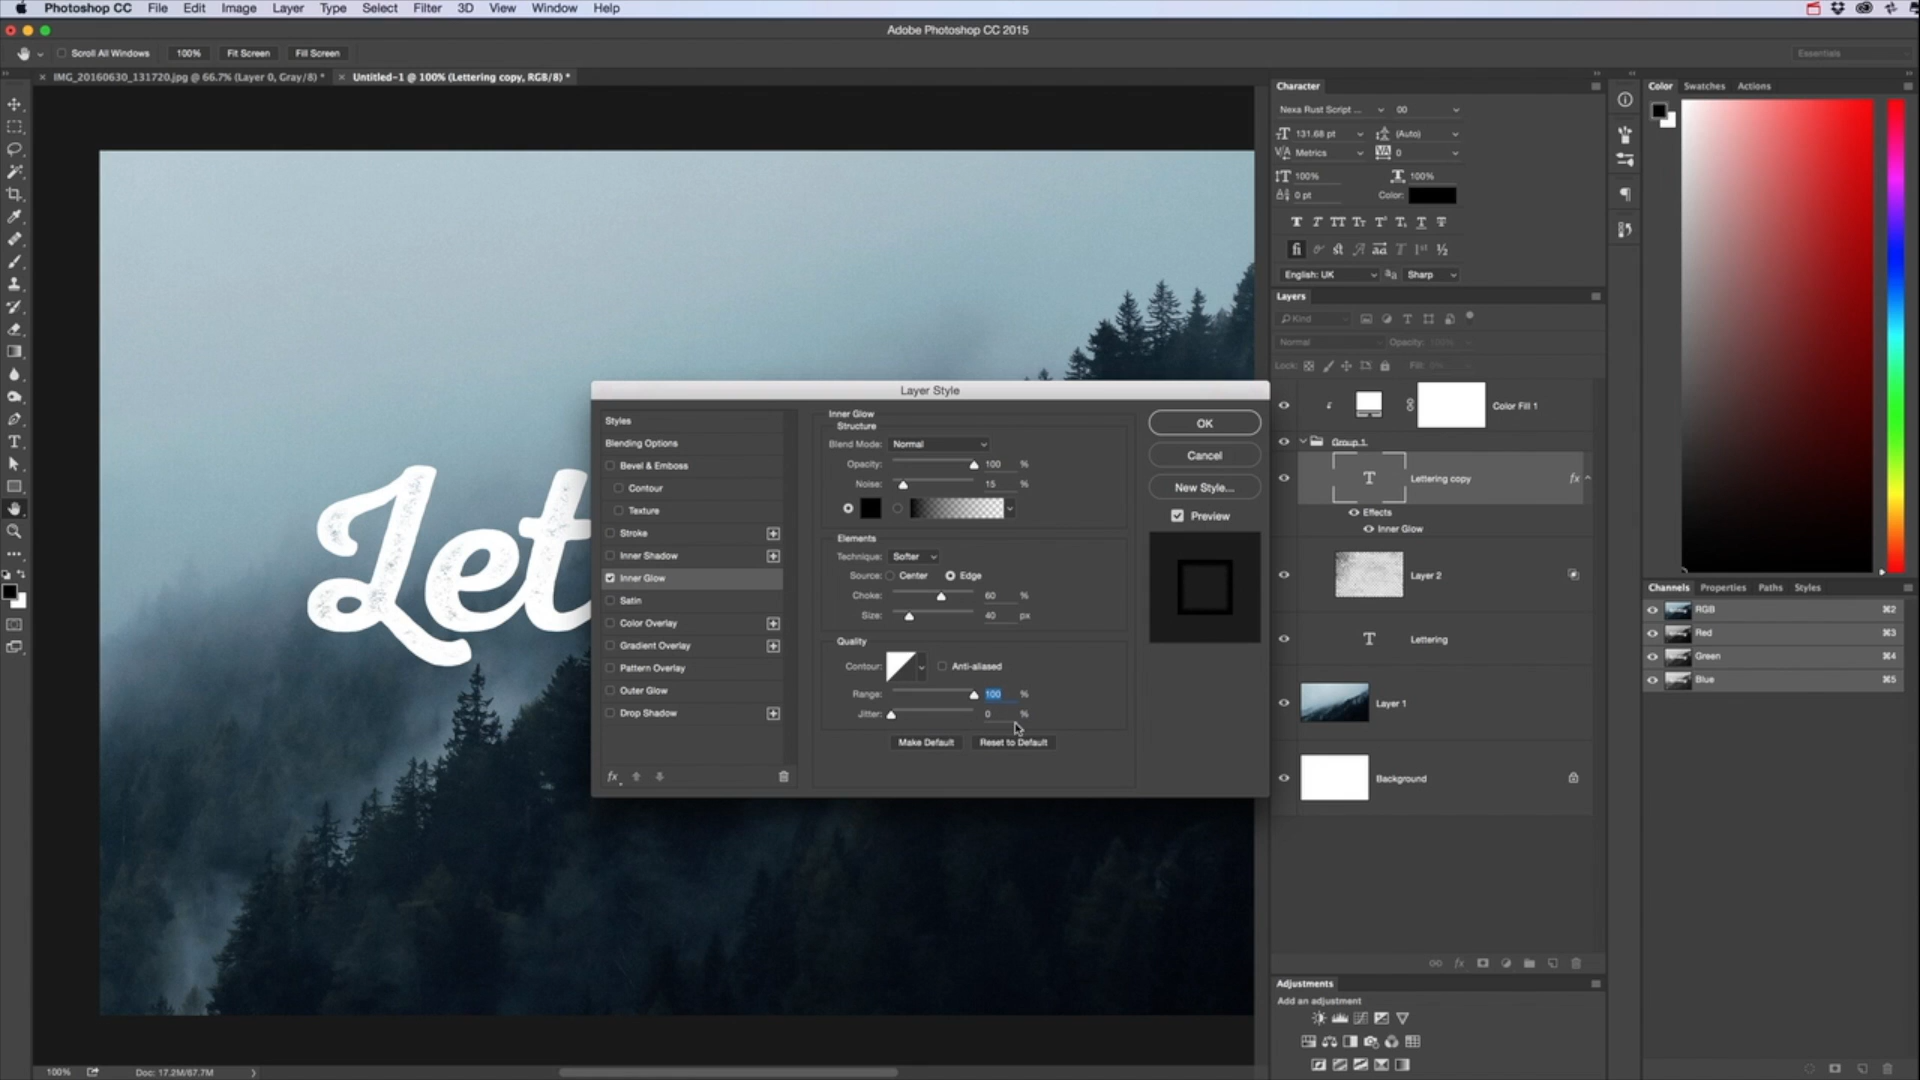 Photoshop CC File Edit Image Layer Type Select Filter 3D View Window Help
Adobe Photoshop CC 2015
Scroll All Windows 100% Fit Screen Fill Screen
Essentials
IMG_20160630_131720.jpg @ 66.7% (Layer 0, Gray/8) *
Untitled-1 @ 100% (Lettering copy, RGB/8) *
Let
Layer Style
Styles
Blending Options
Bevel & Emboss
Contour
Texture
Stroke
Inner Shadow
Inner Glow
Satin
Color Overlay
Gradient Overlay
Pattern Overlay
Outer Glow
Drop Shadow
fx
Inner Glow
Structure
Blend Mode: Normal
Opacity: 100 %
Noise: 15 %
Elements
Technique: Softer
Source: Center Edge
Choke: 60 %
Size: 40 px
Quality
Contour: Anti-aliased
Range: 100 %
Jitter: 0 %
Make Default Reset to Default
OK
Cancel
New Style...
Preview
Character
Nexa Rust Script ... 00
131.68 pt (Auto)
Metrics 0
100% 100%
0 pt Color:
English: UK Sharp
Layers
Kind
Normal Opacity: 100%
Lock: Fill:
Color Fill 1
Group 1
Lettering copy fx
Effects
Inner Glow
Layer 2
Lettering
Layer 1
Background
Adjustments
Add an adjustment
Color Swatches Actions
Channels Properties Paths Styles
RGB ⌘2
Red ⌘3
Green ⌘4
Blue ⌘5
100% Doc: 17.2M/67.7M